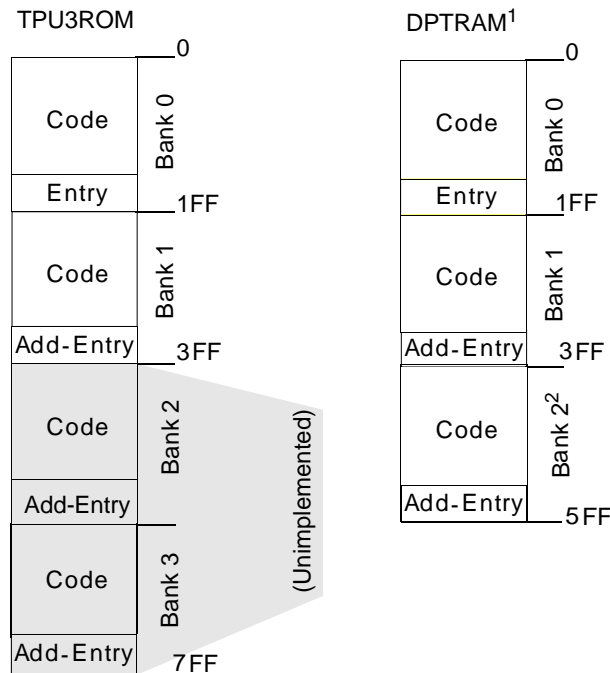 TPU3ROM
0
Code
Bank 0
Entry
1FF
Code
Bank 1
Add-Entry
3FF
Code
Bank 2
Add-Entry
Code
Bank 3
Add-Entry
7FF
(Unimplemented)
DPTRAM1
0
Code
Bank 0
Entry
1FF
Code
Bank 1
Add-Entry
3FF
Code
Bank 22
Add-Entry
5FF